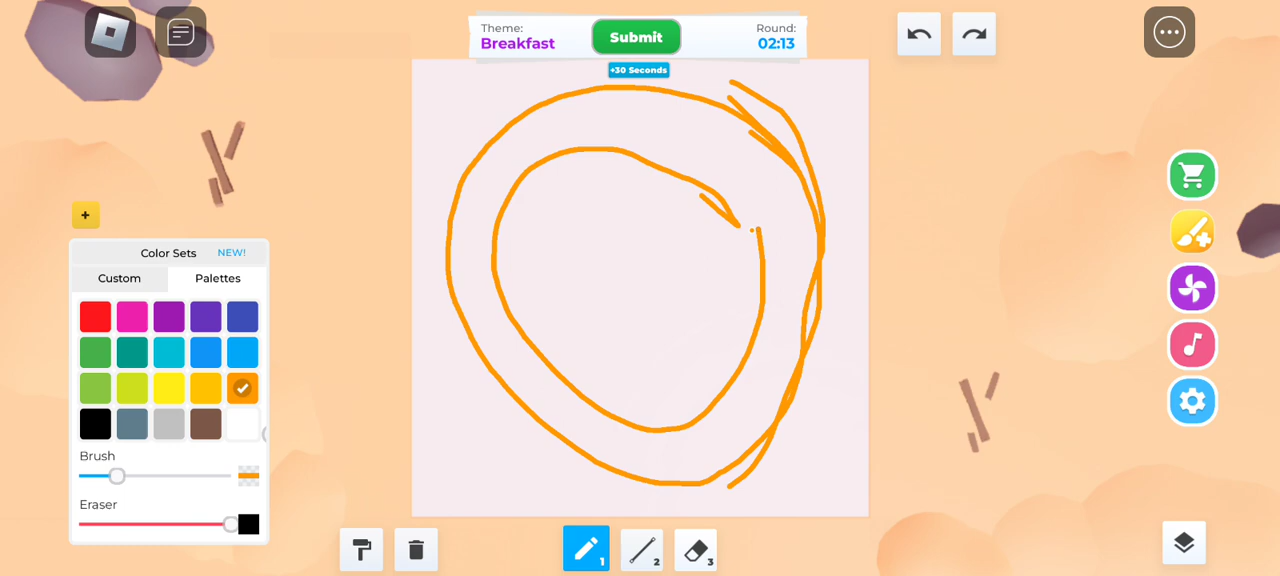 Theme:
Breakfast
Submit
Round:
02:13
+30 Seconds
+
Color Sets NEW!
Custom Palettes
Brush
Eraser
1
2
3